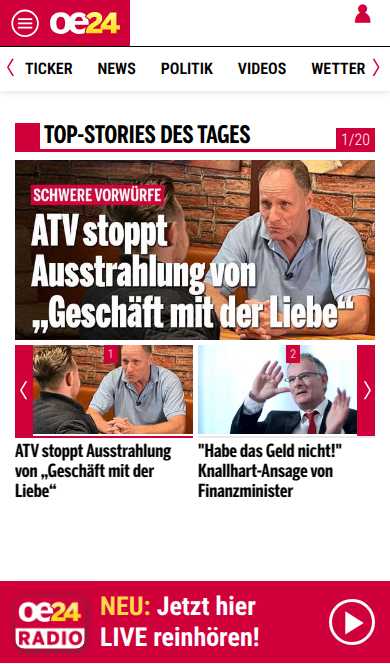 oe24
TICKER NEWS POLITIK VIDEOS WETTER
TOP-STORIES DES TAGES
1/20
SCHWERE VORWÜRFE
ATV stoppt
Ausstrahlung von
„Geschäft mit der Liebe“
1
2
ATV stoppt Ausstrahlung
von „Geschäft mit der
Liebe“
"Habe das Geld nicht!"
Knallhart-Ansage von
Finanzminister
oe24
RADIO
NEU: Jetzt hier
LIVE reinhören!